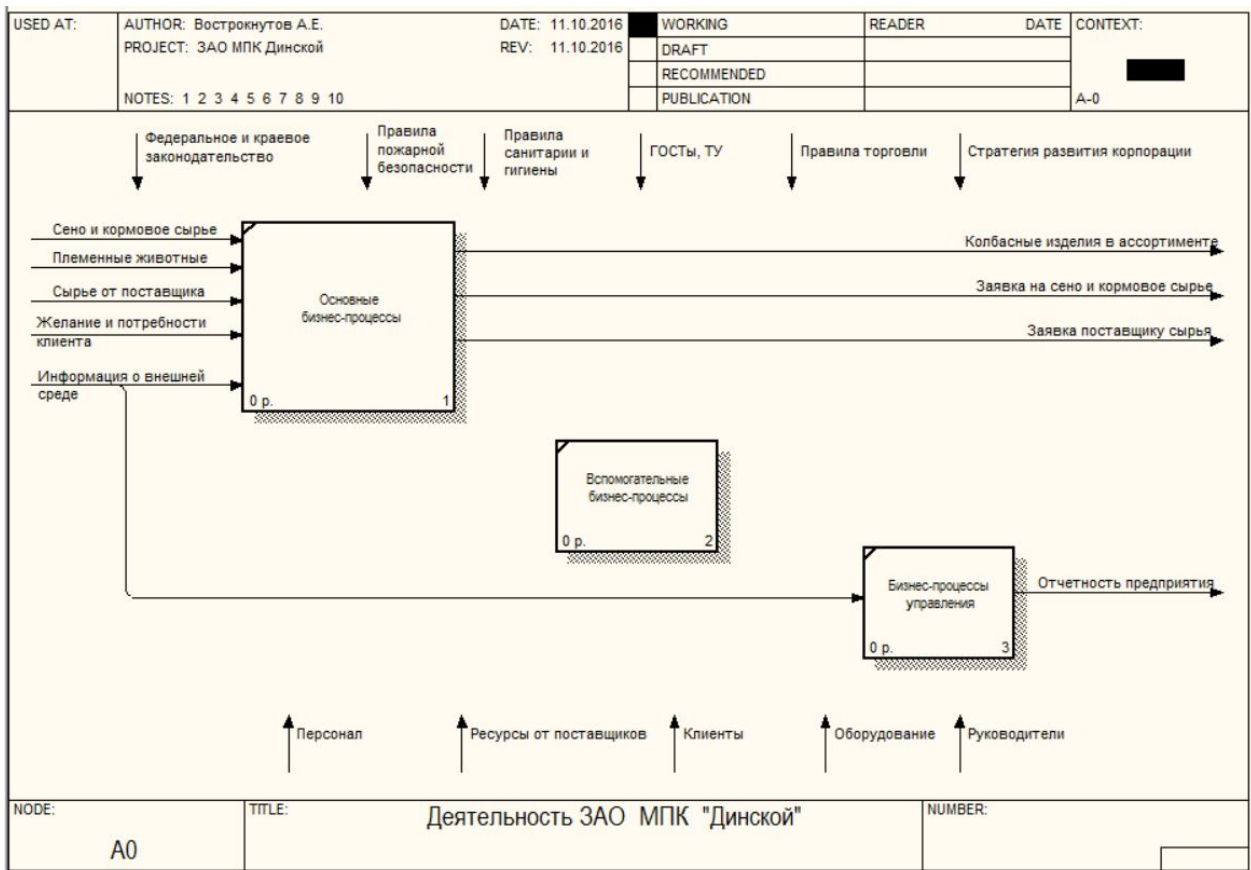 USED AT:
AUTHOR: Вострокнутов А.Е.
DATE: 11.10.2016
PROJECT: ЗАО МПК Динской
REV: 11.10.2016
NOTES: 1 2 3 4 5 6 7 8 9 10
WORKING
DRAFT
RECOMMENDED
PUBLICATION
READER
DATE
CONTEXT:
A-0
Федеральное и краевое
законодательство
Правила
пожарной
безопасности
Правила
санитарии и
гигиены
ГОСТы, ТУ
Правила торговли
Стратегия развития корпорации
Сено и кормовое сырье
Племенные животные
Сырье от поставщика
Желание и потребности
клиента
Информация о внешней
среде
Основные
бизнес-процессы
0 р.
1
Колбасные изделия в ассортименте
Заявка на сено и кормовое сырье
Заявка поставщику сырья
Вспомогательные
бизнес-процессы
0 р.
2
Бизнес-процессы
управления
0 р.
3
Отчетность предприятия
Персонал
Ресурсы от поставщиков
Клиенты
Оборудование
Руководители
NODE:
A0
TITLE:
Деятельность ЗАО МПК "Динской"
NUMBER: